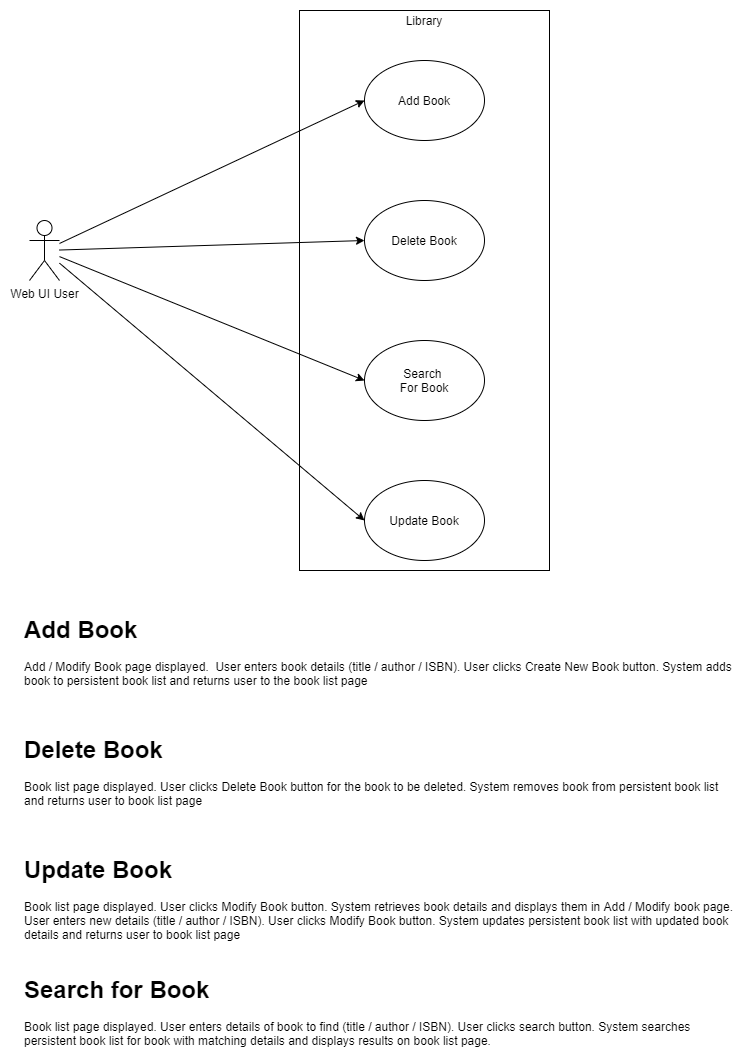 Library
Add Book
Delete Book
Web UI User
Search
For Book
Update Book
Add Book
Add / Modify Book page displayed.  User enters book details (title / author / ISBN). User clicks Create New Book button. System adds
book to persistent book list and returns user to the book list page
Delete Book
Book list page displayed. User clicks Delete Book button for the book to be deleted. System removes book from persistent book list
and returns user to book list page
Update Book
Book list page displayed. User clicks Modify Book button. System retrieves book details and displays them in Add / Modify book page.
User enters new details (title / author / ISBN). User clicks Modify Book button. System updates persistent book list with updated book
details and returns user to book list page
Search for Book
Book list page displayed. User enters details of book to find (title / author / ISBN). User clicks search button. System searches
persistent book list for book with matching details and displays results on book list page.